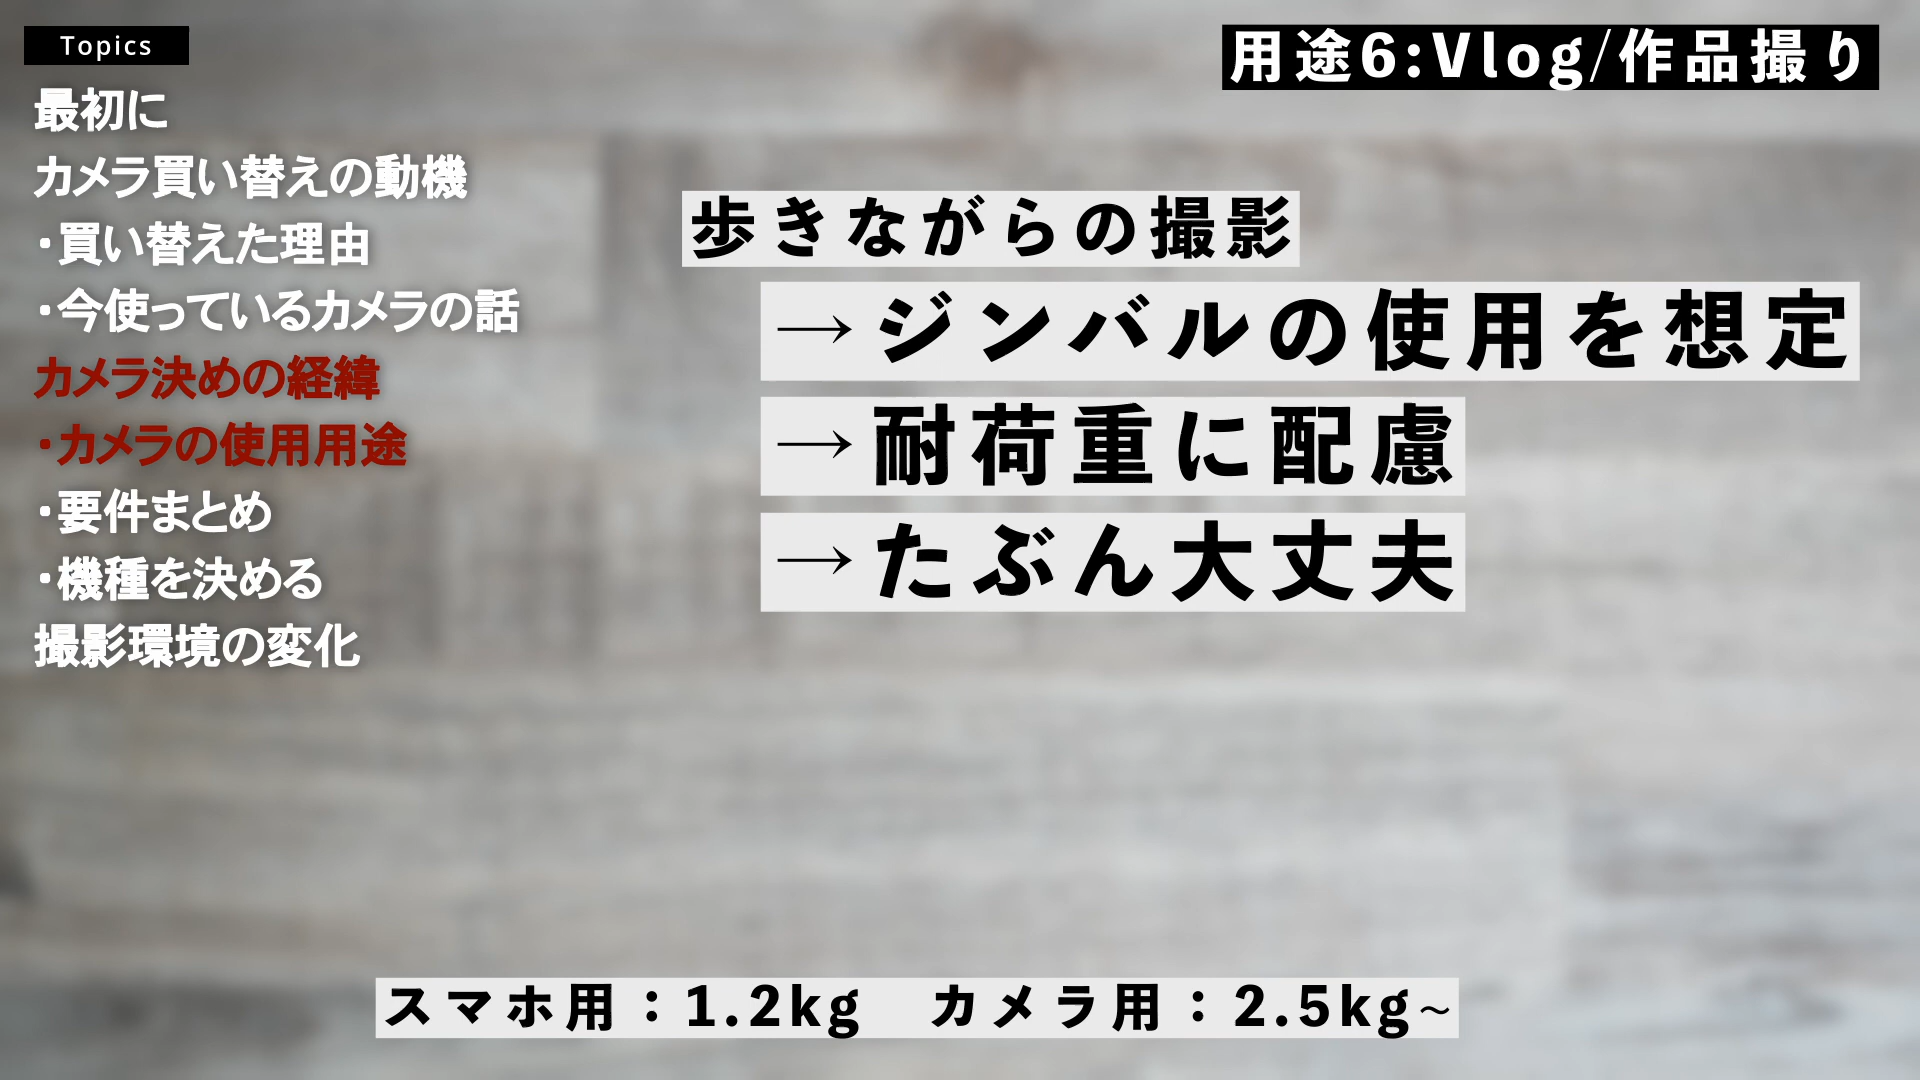 Topics
最初に
カメラ買い替えの動機
・買い替えた理由
・今使っているカメラの話
カメラ決めの経緯
・カメラの使用用途
・要件まとめ
・機種を決める
撮影環境の変化
用途6:Vlog/作品撮り
歩きながらの撮影
→ジンバルの使用を想定
→耐荷重に配慮
→たぶん大丈夫
スマホ用：1.2kg　カメラ用：2.5kg~